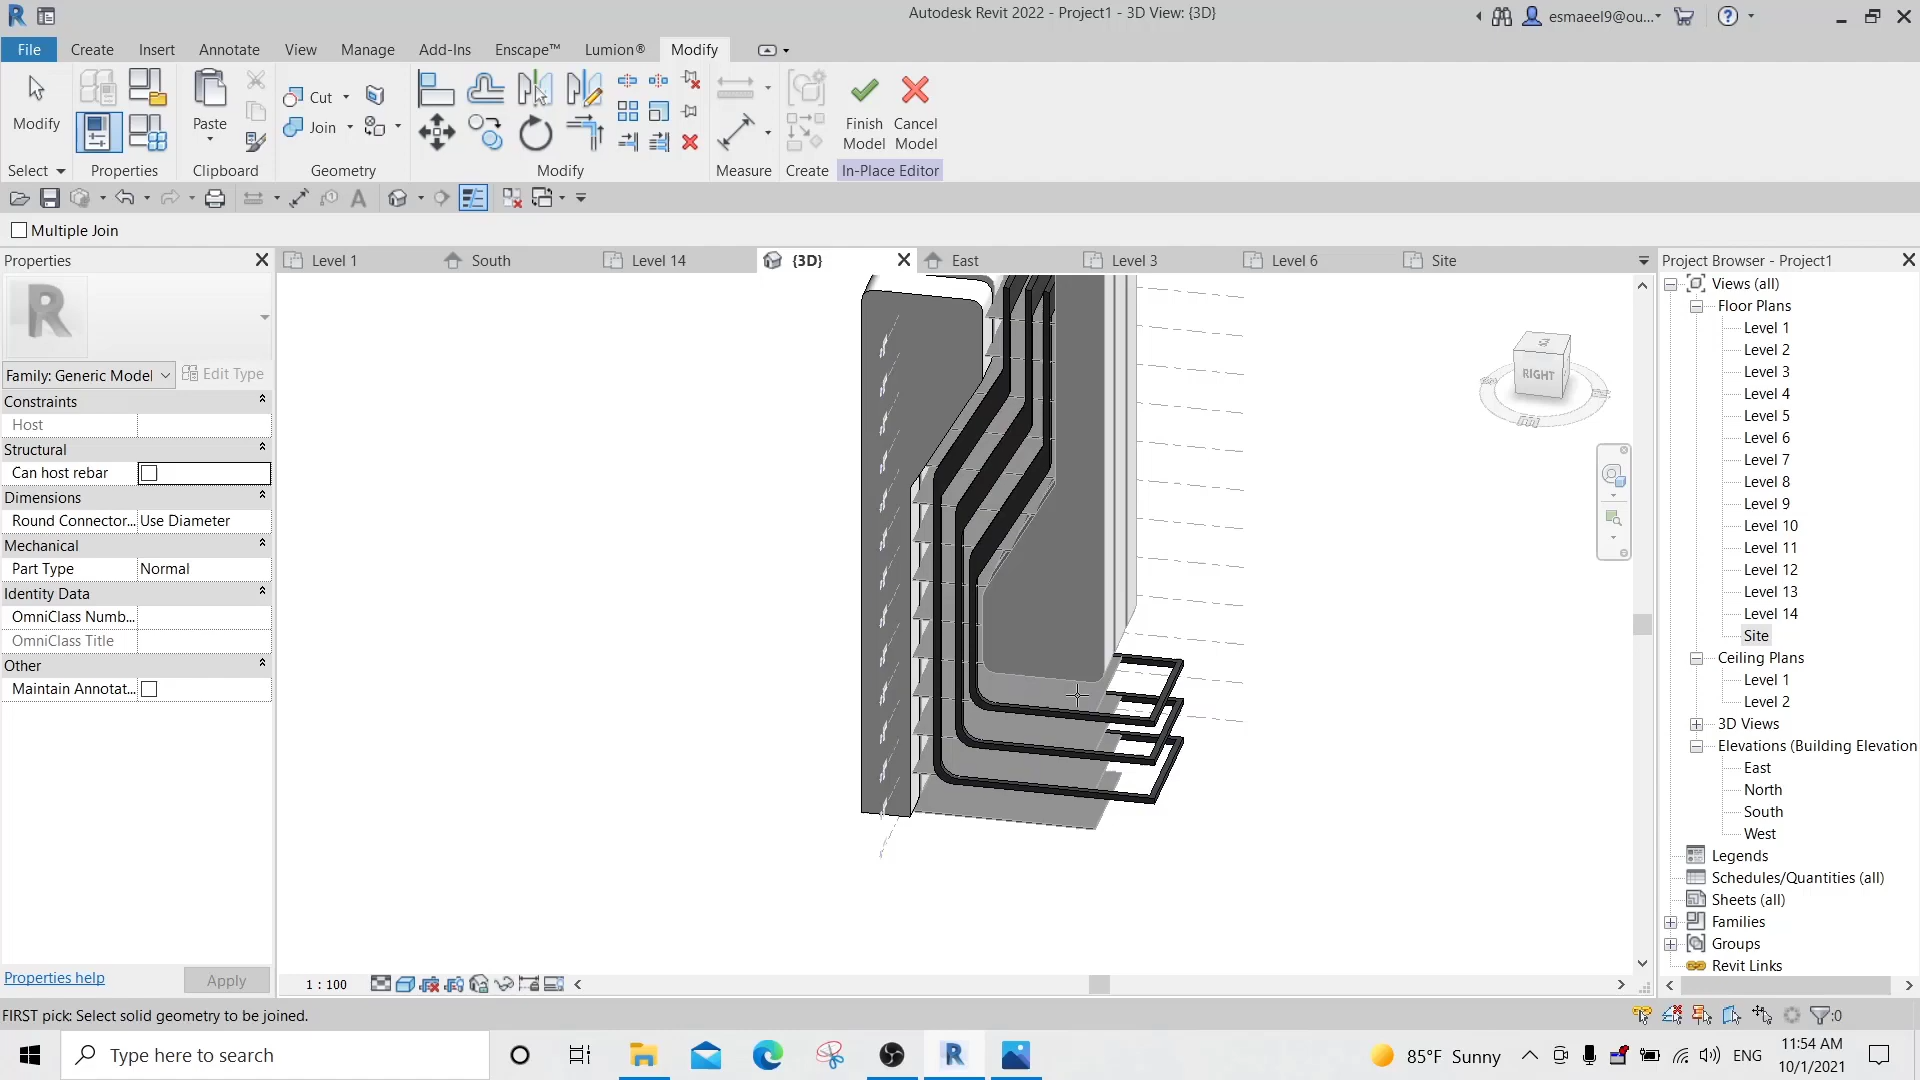 Autodesk Revit 2022 - Project1 - 3D View: {3D}
esmaeel9@ou...
File
Create
Insert
Annotate
View
Manage
Add-Ins
Enscape™
Lumion®
Modify
Modify
Paste
Cut
Join
Finish Model
Cancel Model
Select
Properties
Clipboard
Geometry
Modify
Measure
Create
In-Place Editor
Multiple Join
Properties
Level 1
South
Level 14
{3D}
East
Level 3
Level 6
Site
Project Browser - Project1
Family: Generic Model
Edit Type
Constraints
Host
Structural
Can host rebar
Dimensions
Round Connector... Use Diameter
Mechanical
Part Type Normal
Identity Data
OmniClass Numb...
OmniClass Title
Other
Maintain Annotat...
Properties help
Apply
RIGHT
Views (all)
Floor Plans
Level 1
Level 2
Level 3
Level 4
Level 5
Level 6
Level 7
Level 8
Level 9
Level 10
Level 11
Level 12
Level 13
Level 14
Site
Ceiling Plans
Level 1
Level 2
3D Views
Elevations (Building Elevation
East
North
South
West
Legends
Schedules/Quantities (all)
Sheets (all)
Families
Groups
Revit Links
1 : 100
FIRST pick: Select solid geometry to be joined.
:0
Type here to search
85°F Sunny
ENG
11:54 AM
10/1/2021